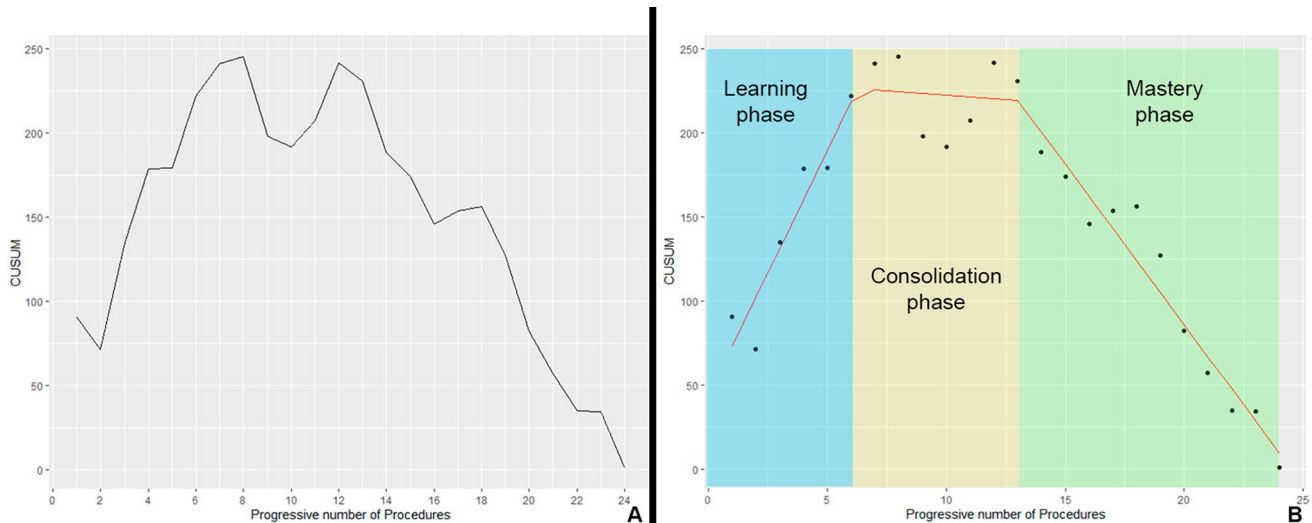 250
200
150
100
50
0
CUSUM
0 2 4 6 8 10 12 14 16 18 20 22 24
Progressive number of Procedures
A
250
200
150
100
50
0
CUSUM
Learning
phase
Consolidation
phase
Mastery
phase
0 5 10 15 20 25
Progressive number of Procedures
B